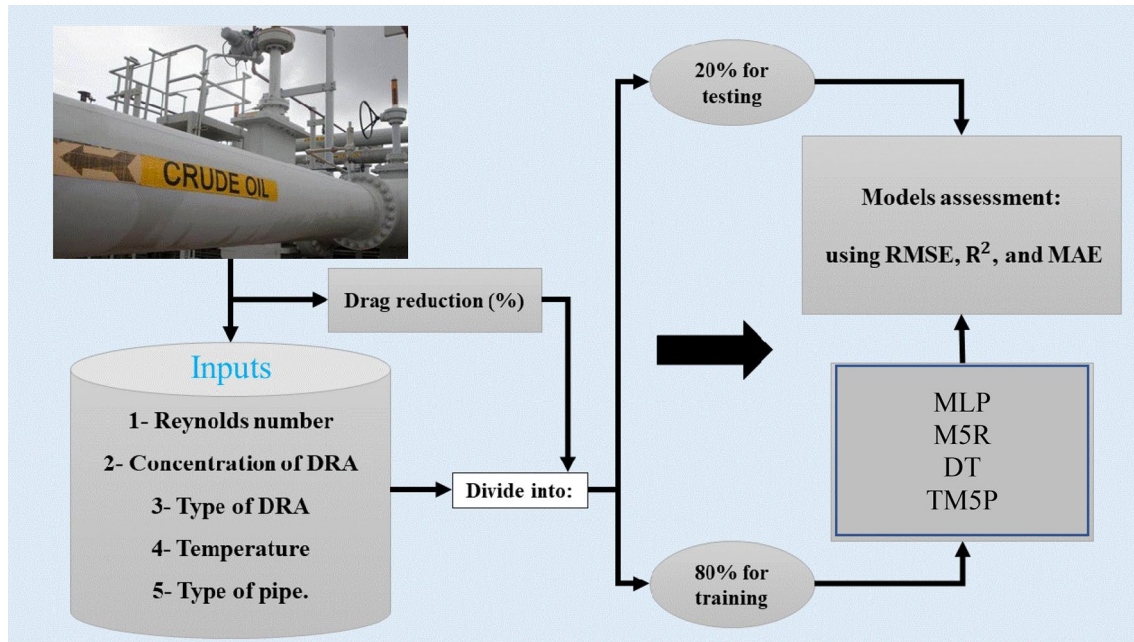 CRUDE OIL
Drag reduction (%)
Inputs
1- Reynolds number
2- Concentration of DRA
3- Type of DRA
4- Temperature
5- Type of pipe.
Divide into:
20% for
testing
80% for
training
Models assessment:
using RMSE, R², and MAE
MLP
M5R
DT
TM5P